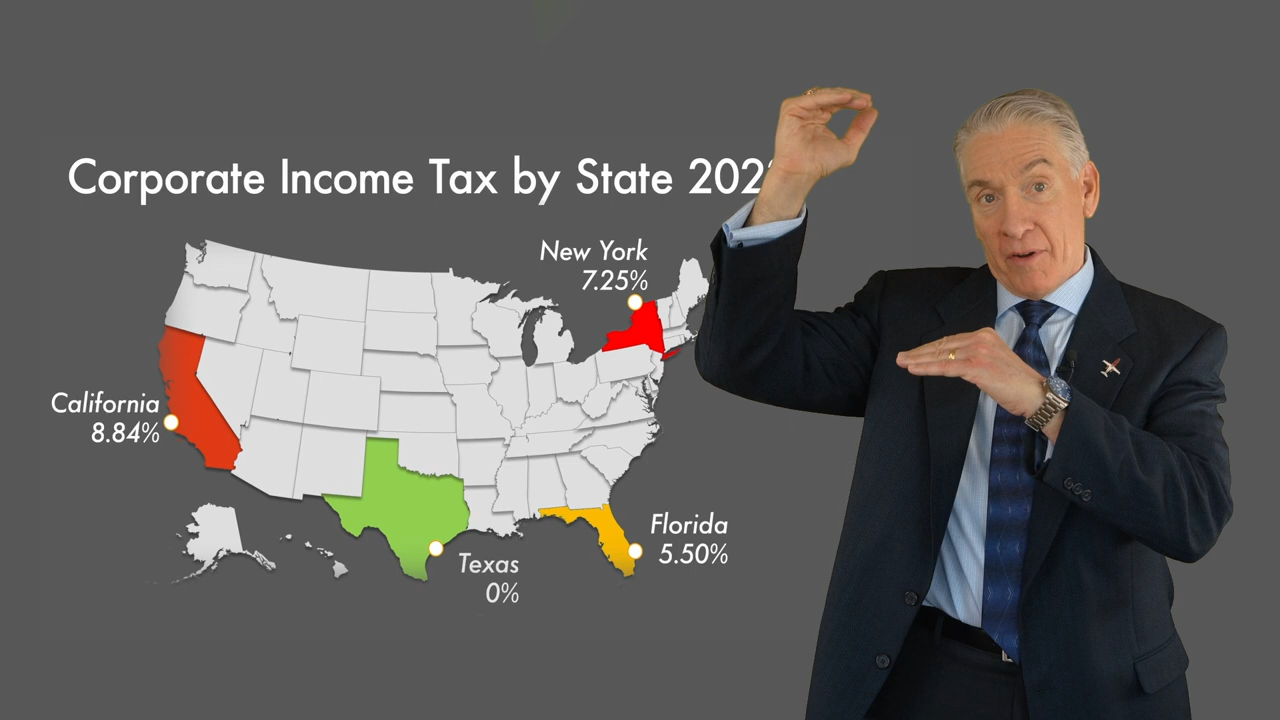 Corporate Income Tax by State
New York
7.25%
California
8.84%
Florida
5.50%
Texas
0%